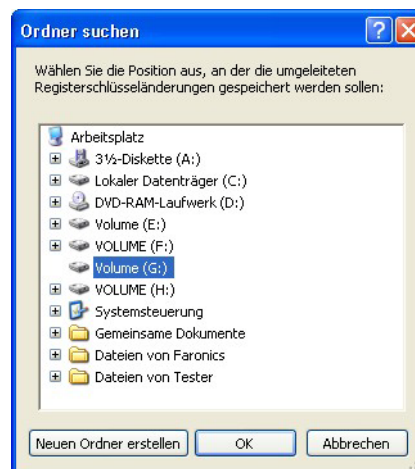 Ordner suchen
Wählen Sie die Position aus, an der die umgeleiteten
Registerschlüsseländerungen gespeichert werden sollen:
Arbeitsplatz
3½-Diskette (A:)
Lokaler Datenträger (C:)
DVD-RAM-Laufwerk (D:)
Volume (E:)
VOLUME (F:)
Volume (G:)
VOLUME (H:)
Systemsteuerung
Gemeinsame Dokumente
Dateien von Faronics
Dateien von Tester
Neuen Ordner erstellen OK Abbrechen